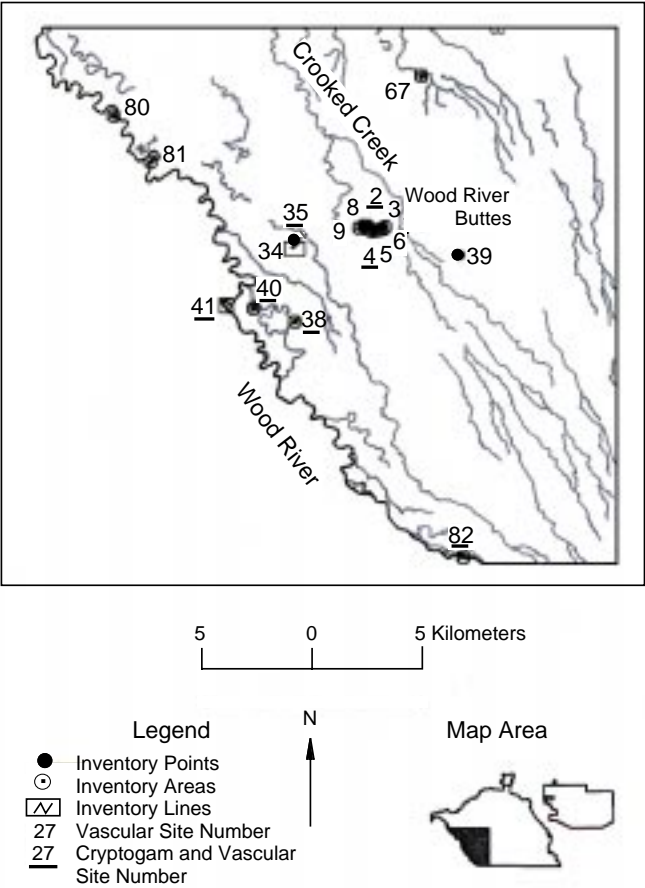 Crooked Creek
67
80
81
2
8
3
Wood River
Buttes
35
9
6
34
5
39
4
40
41
38
Wood River
82
5 0 5 Kilometers
N
Legend
Map Area
Inventory Points
Inventory Areas
Inventory Lines
27 Vascular Site Number
27 Cryptogam and Vascular
Site Number